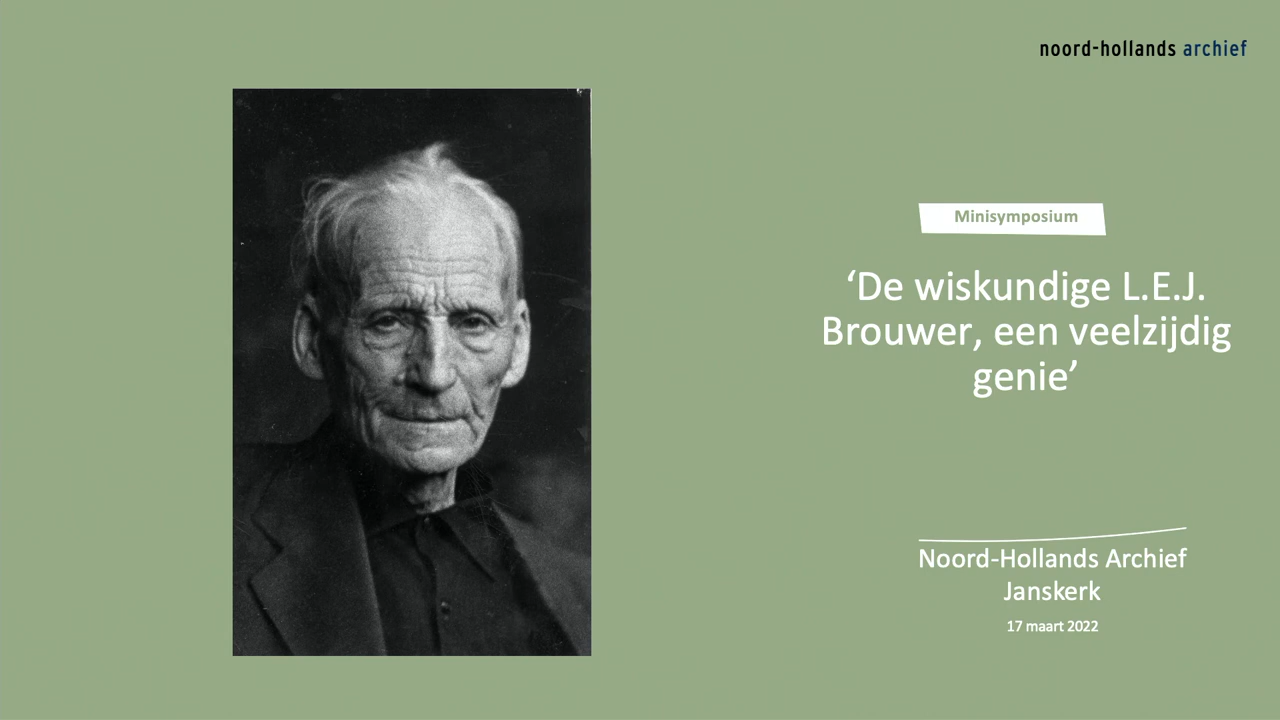 noord-hollands archief
Minisymposium
‘De wiskundige L.E.J.
Brouwer, een veelzijdig
genie’
Noord-Hollands Archief
Janskerk
17 maart 2022